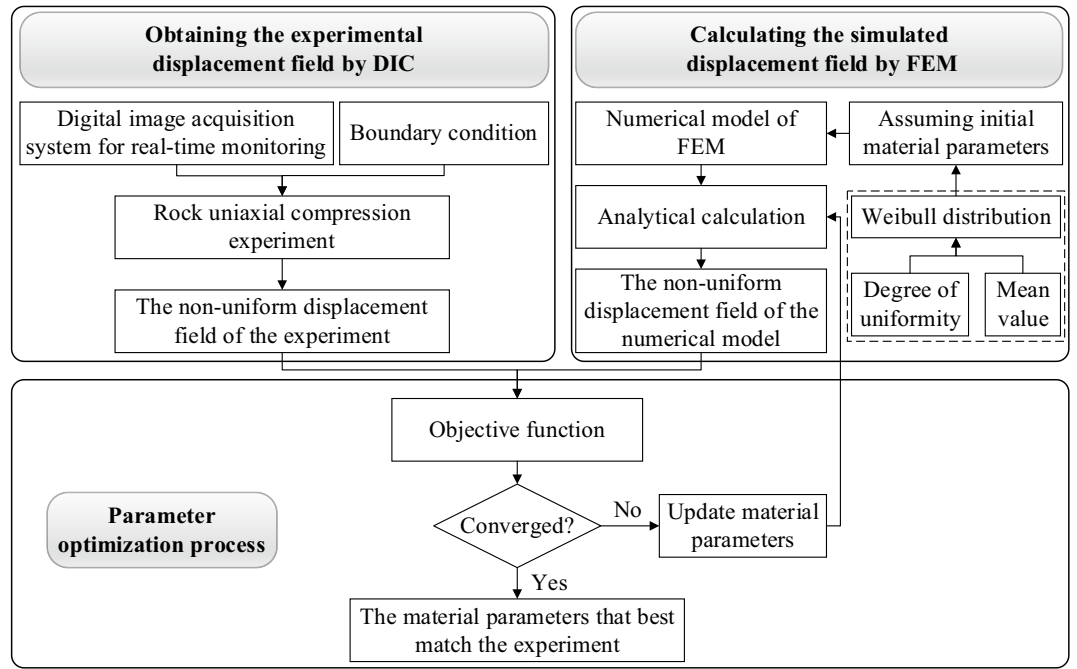 Obtaining the experimental
displacement field by DIC
Digital image acquisition
system for real-time monitoring
Boundary condition
Rock uniaxial compression
experiment
The non-uniform displacement
field of the experiment
Calculating the simulated
displacement field by FEM
Numerical model of
FEM
Assuming initial
material parameters
Analytical calculation
Weibull distribution
The non-uniform
displacement field of the
numerical model
Degree of
uniformity
Mean
value
Objective function
Parameter
optimization process
Converged?
No
Update material
parameters
Yes
The material parameters that best
match the experiment